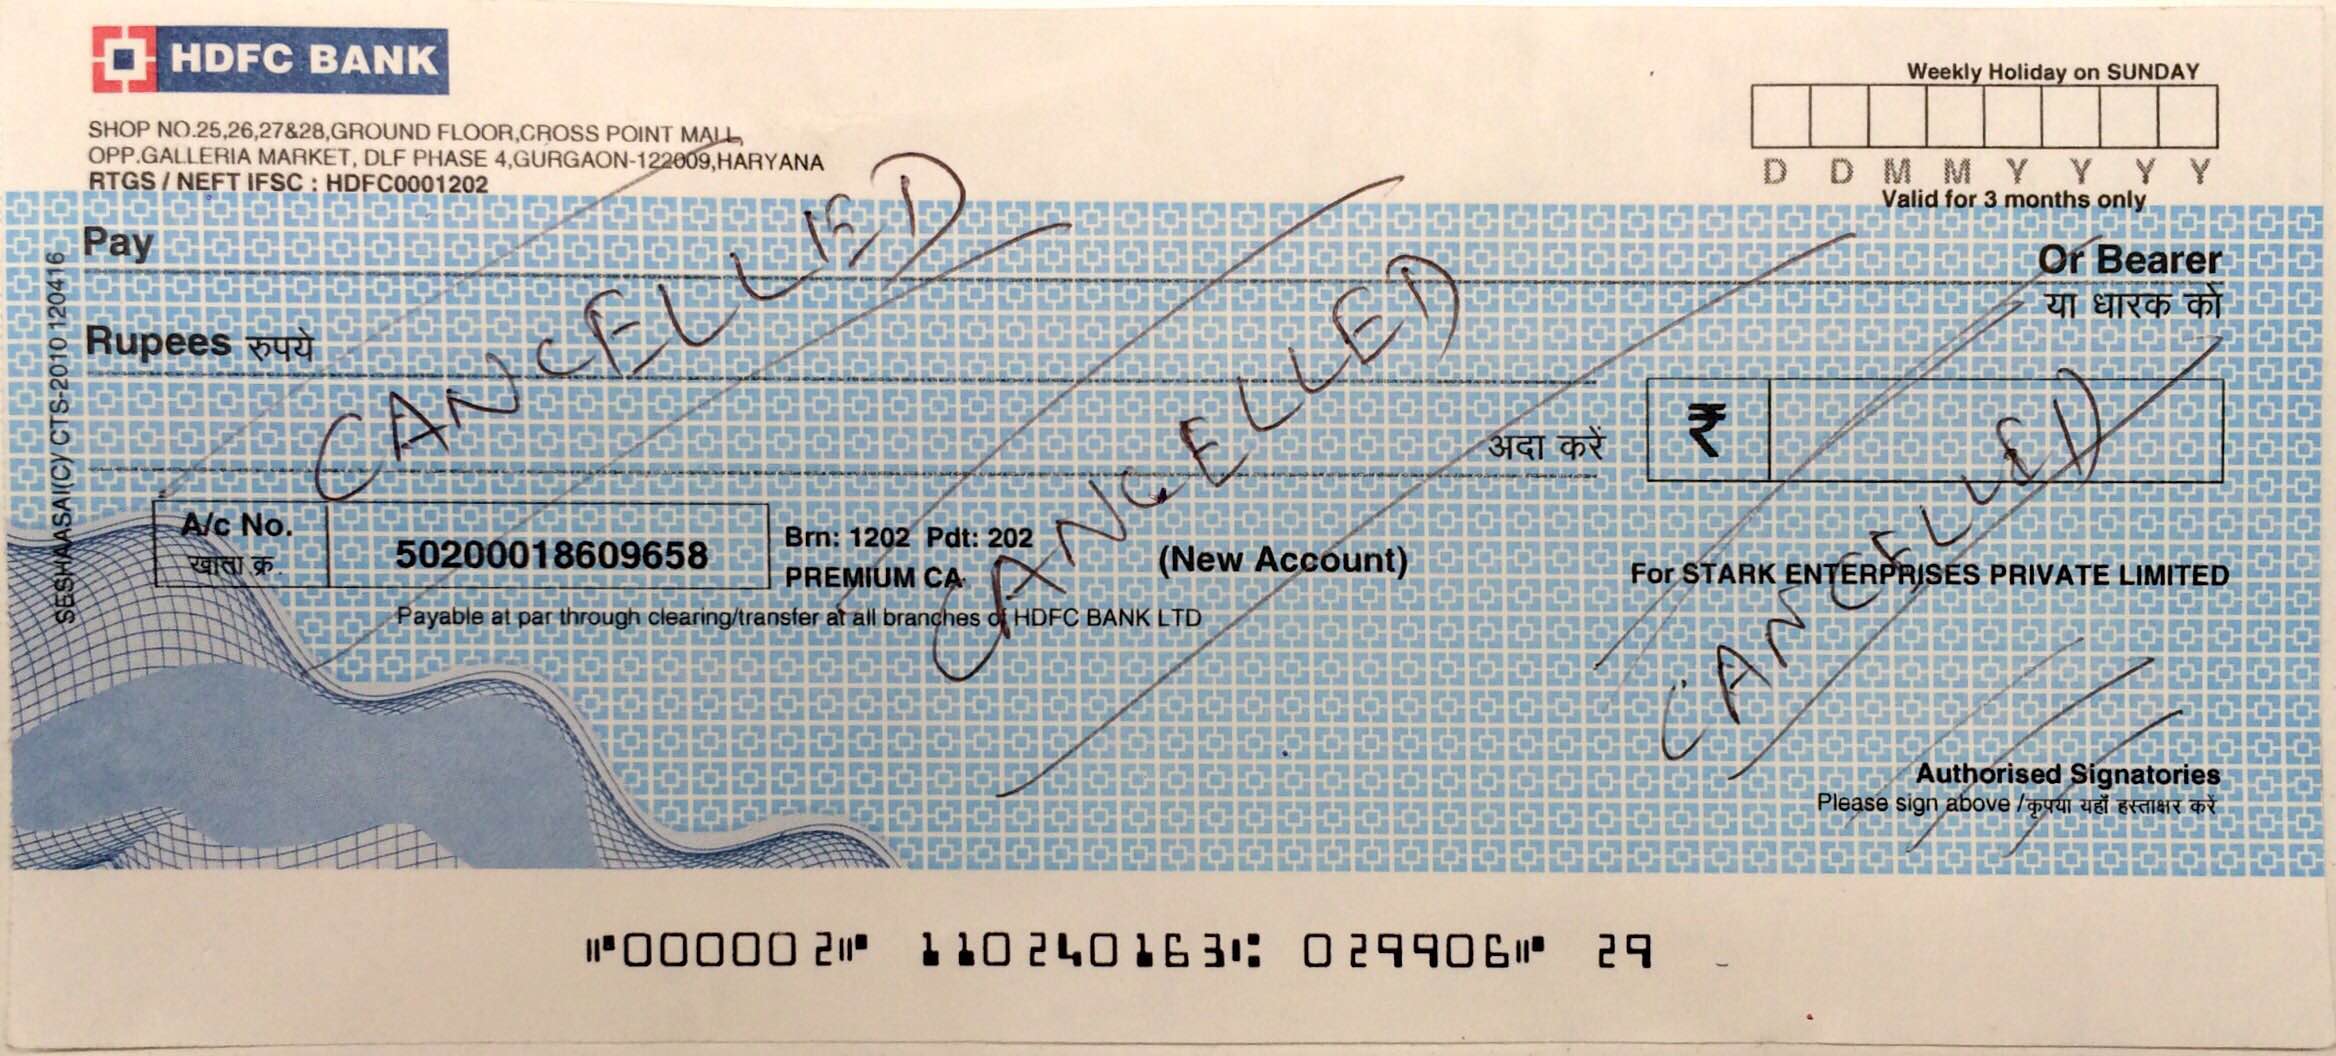 HDFC BANK
Weekly Holiday on SUNDAY
SHOP NO.25,26,27&28,GROUND FLOOR,CROSS POINT MALL,
OPP.GALLERIA MARKET, DLF PHASE 4,GURGAON-122009,HARYANA
RTGS / NEFT IFSC : HDFC0001202
D D M M Y Y Y Y
Valid for 3 months only
Pay
Or Bearer
या धारक को
Rupees रुपये
अदा करें
₹
CANCELLED
CANCELLED
CANCELLED
A/c No.
खाता क्र.
50200018609658
Brn: 1202 Pdt: 202
PREMIUM CA
(New Account)
For STARK ENTERPRISES PRIVATE LIMITED
Payable at par through clearing/transfer at all branches of HDFC BANK LTD
SESHAASAI(C) CTS-2010 120416
Authorised Signatories
Please sign above / कृपया यहाँ हस्ताक्षर करें
⑈000002⑈ 110240163⑆ 029906⑈ 29